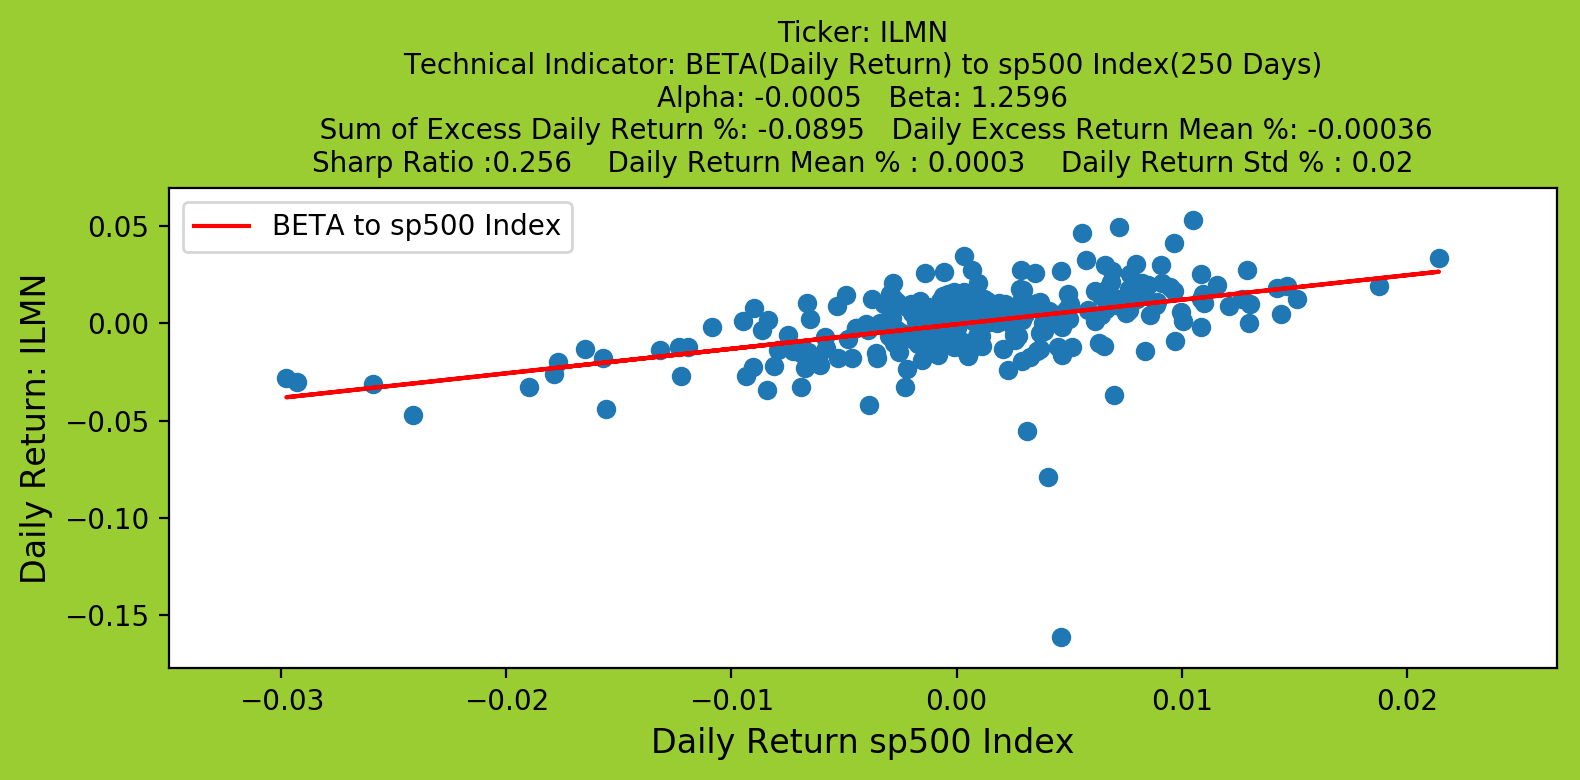 Ticker: ILMN
Technical Indicator: BETA(Daily Return) to sp500 Index(250 Days)
Alpha: -0.0005   Beta: 1.2596
Sum of Excess Daily Return %: -0.0895   Daily Excess Return Mean %: -0.00036
Sharp Ratio :0.256    Daily Return Mean % : 0.0003    Daily Return Std % : 0.02
BETA to sp500 Index
Daily Return: ILMN
0.05
0.00
−0.05
−0.10
−0.15
−0.03
−0.02
−0.01
0.00
0.01
0.02
Daily Return sp500 Index